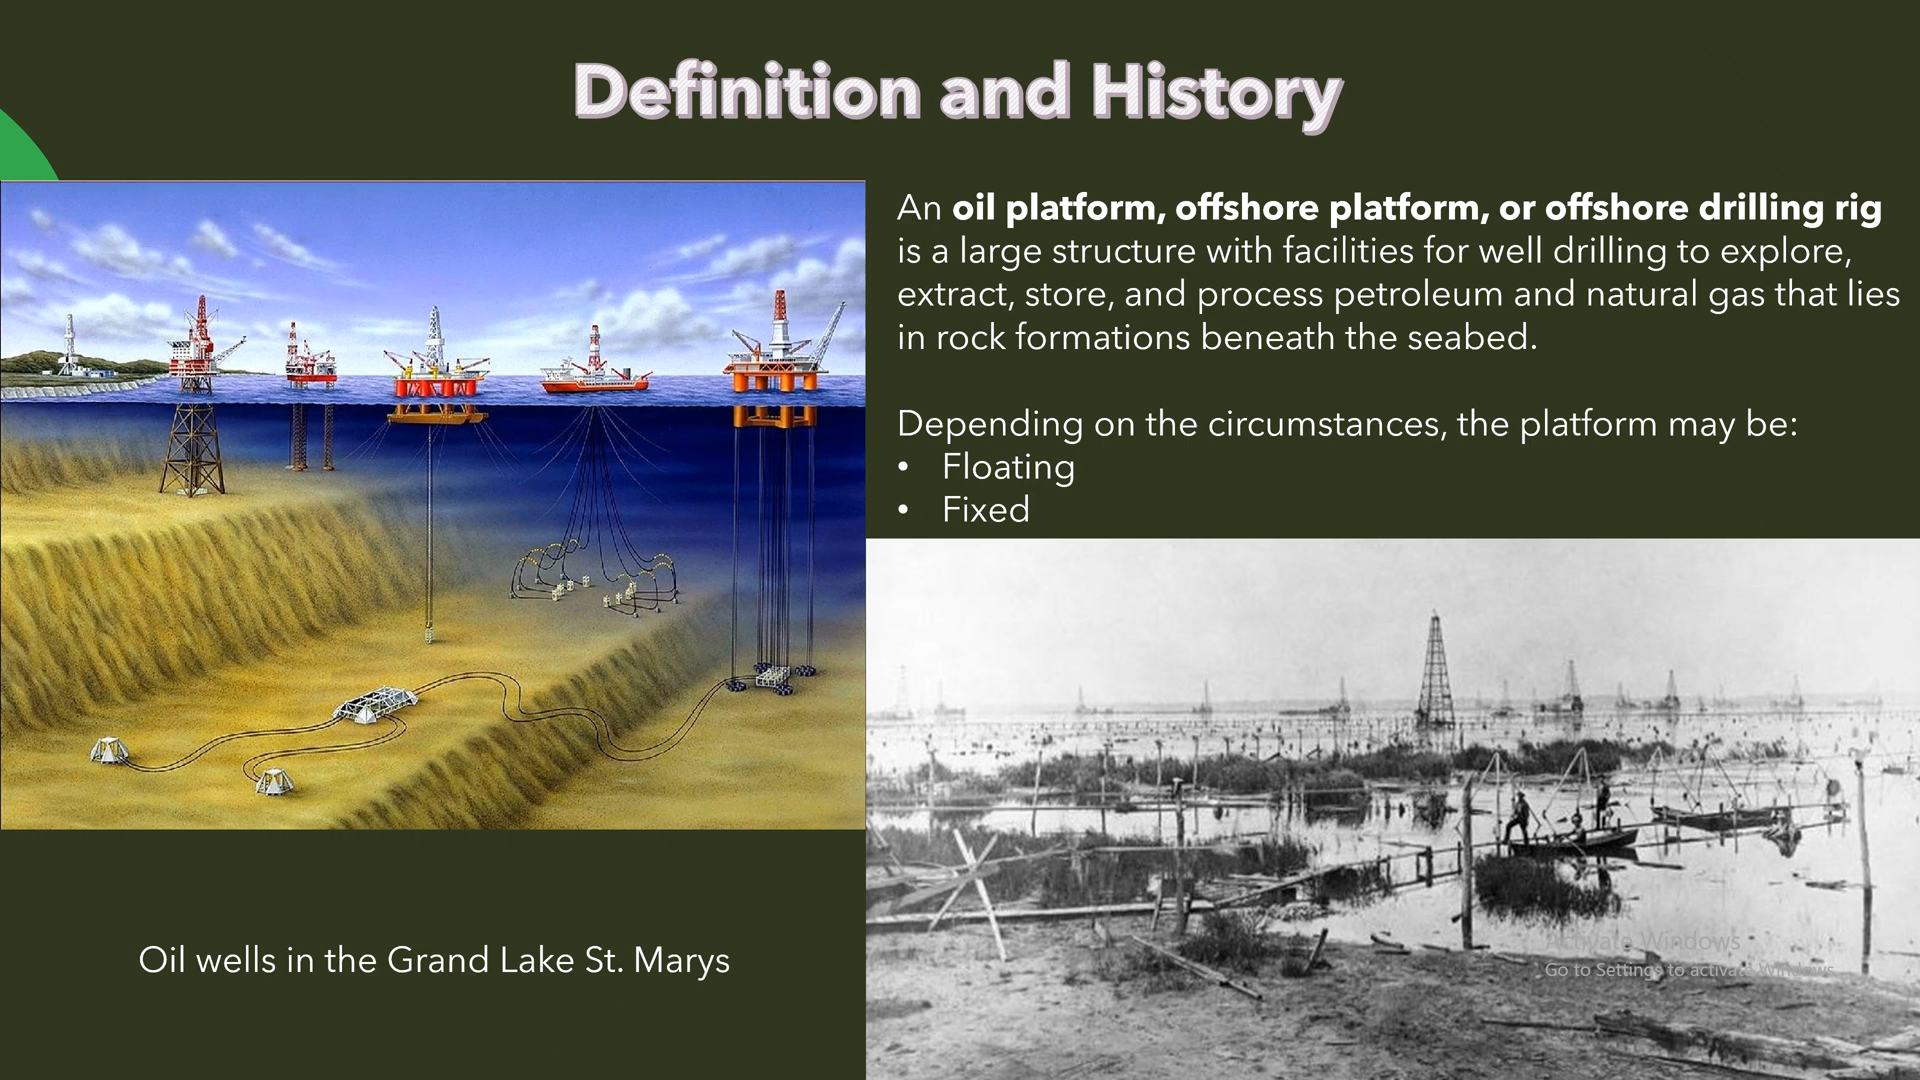 Definition and History
An oil platform, offshore platform, or offshore drilling rig
is a large structure with facilities for well drilling to explore,
extract, store, and process petroleum and natural gas that lies
in rock formations beneath the seabed.
Depending on the circumstances, the platform may be:
• Floating
• Fixed
Oil wells in the Grand Lake St. Marys
Activate Windows
Go to Settings to activate Windows.